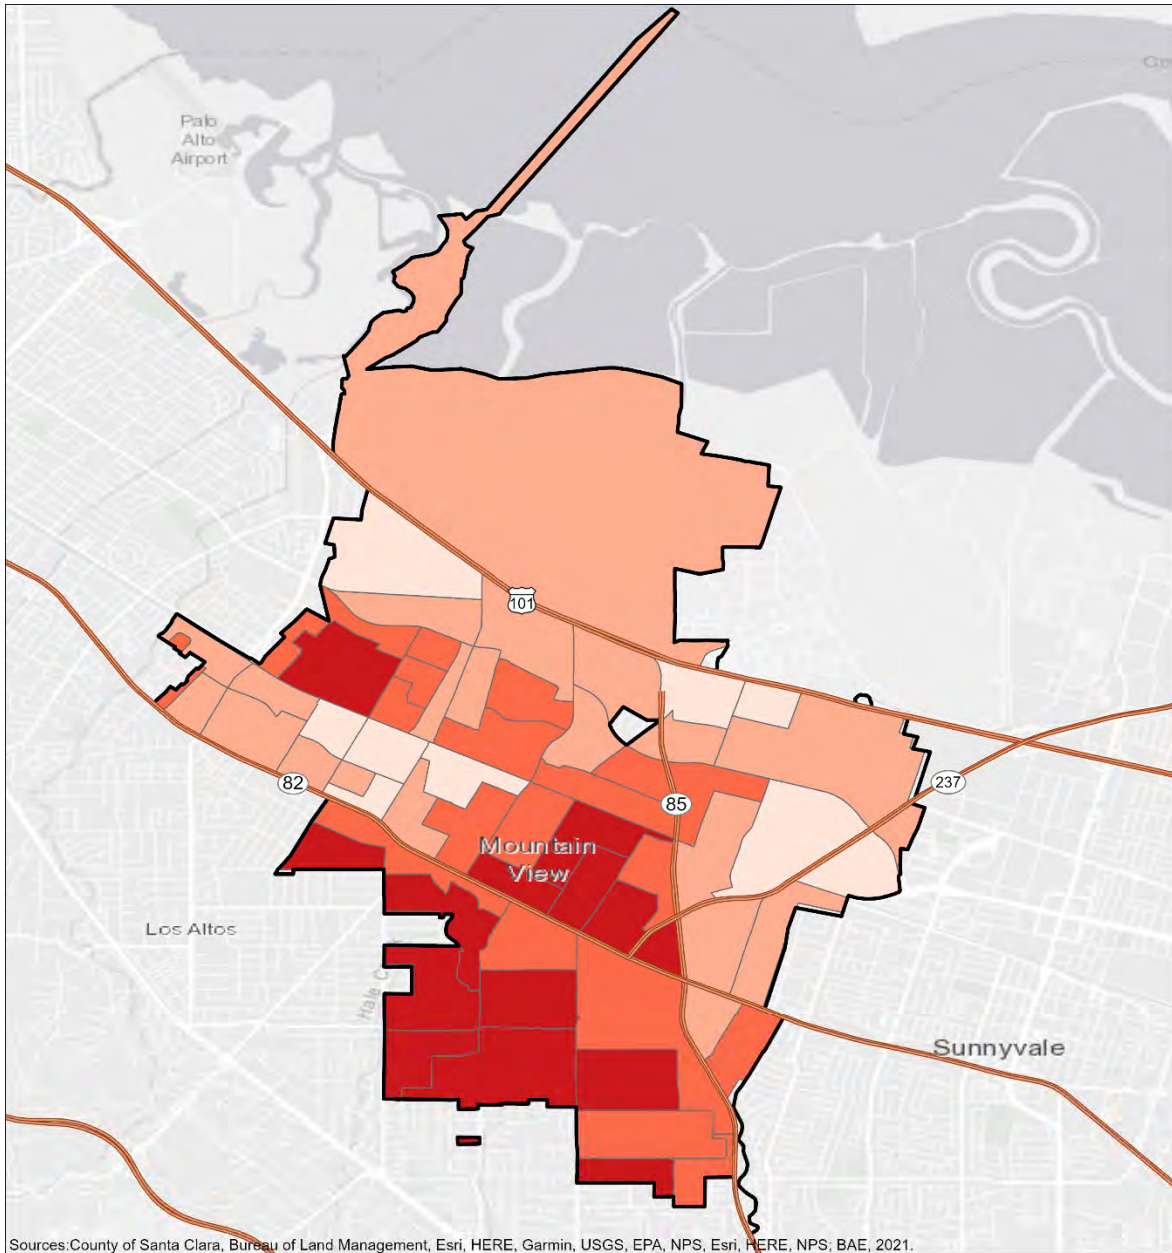 Palo
Alto
Airport
101
82
85
237
Mountain
View
Los Altos
Sunnyvale
Sources:County of Santa Clara, Bureau of Land Management, Esri, HERE, Garmin, USGS, EPA, NPS, Esri, HERE, NPS; BAE, 2021.